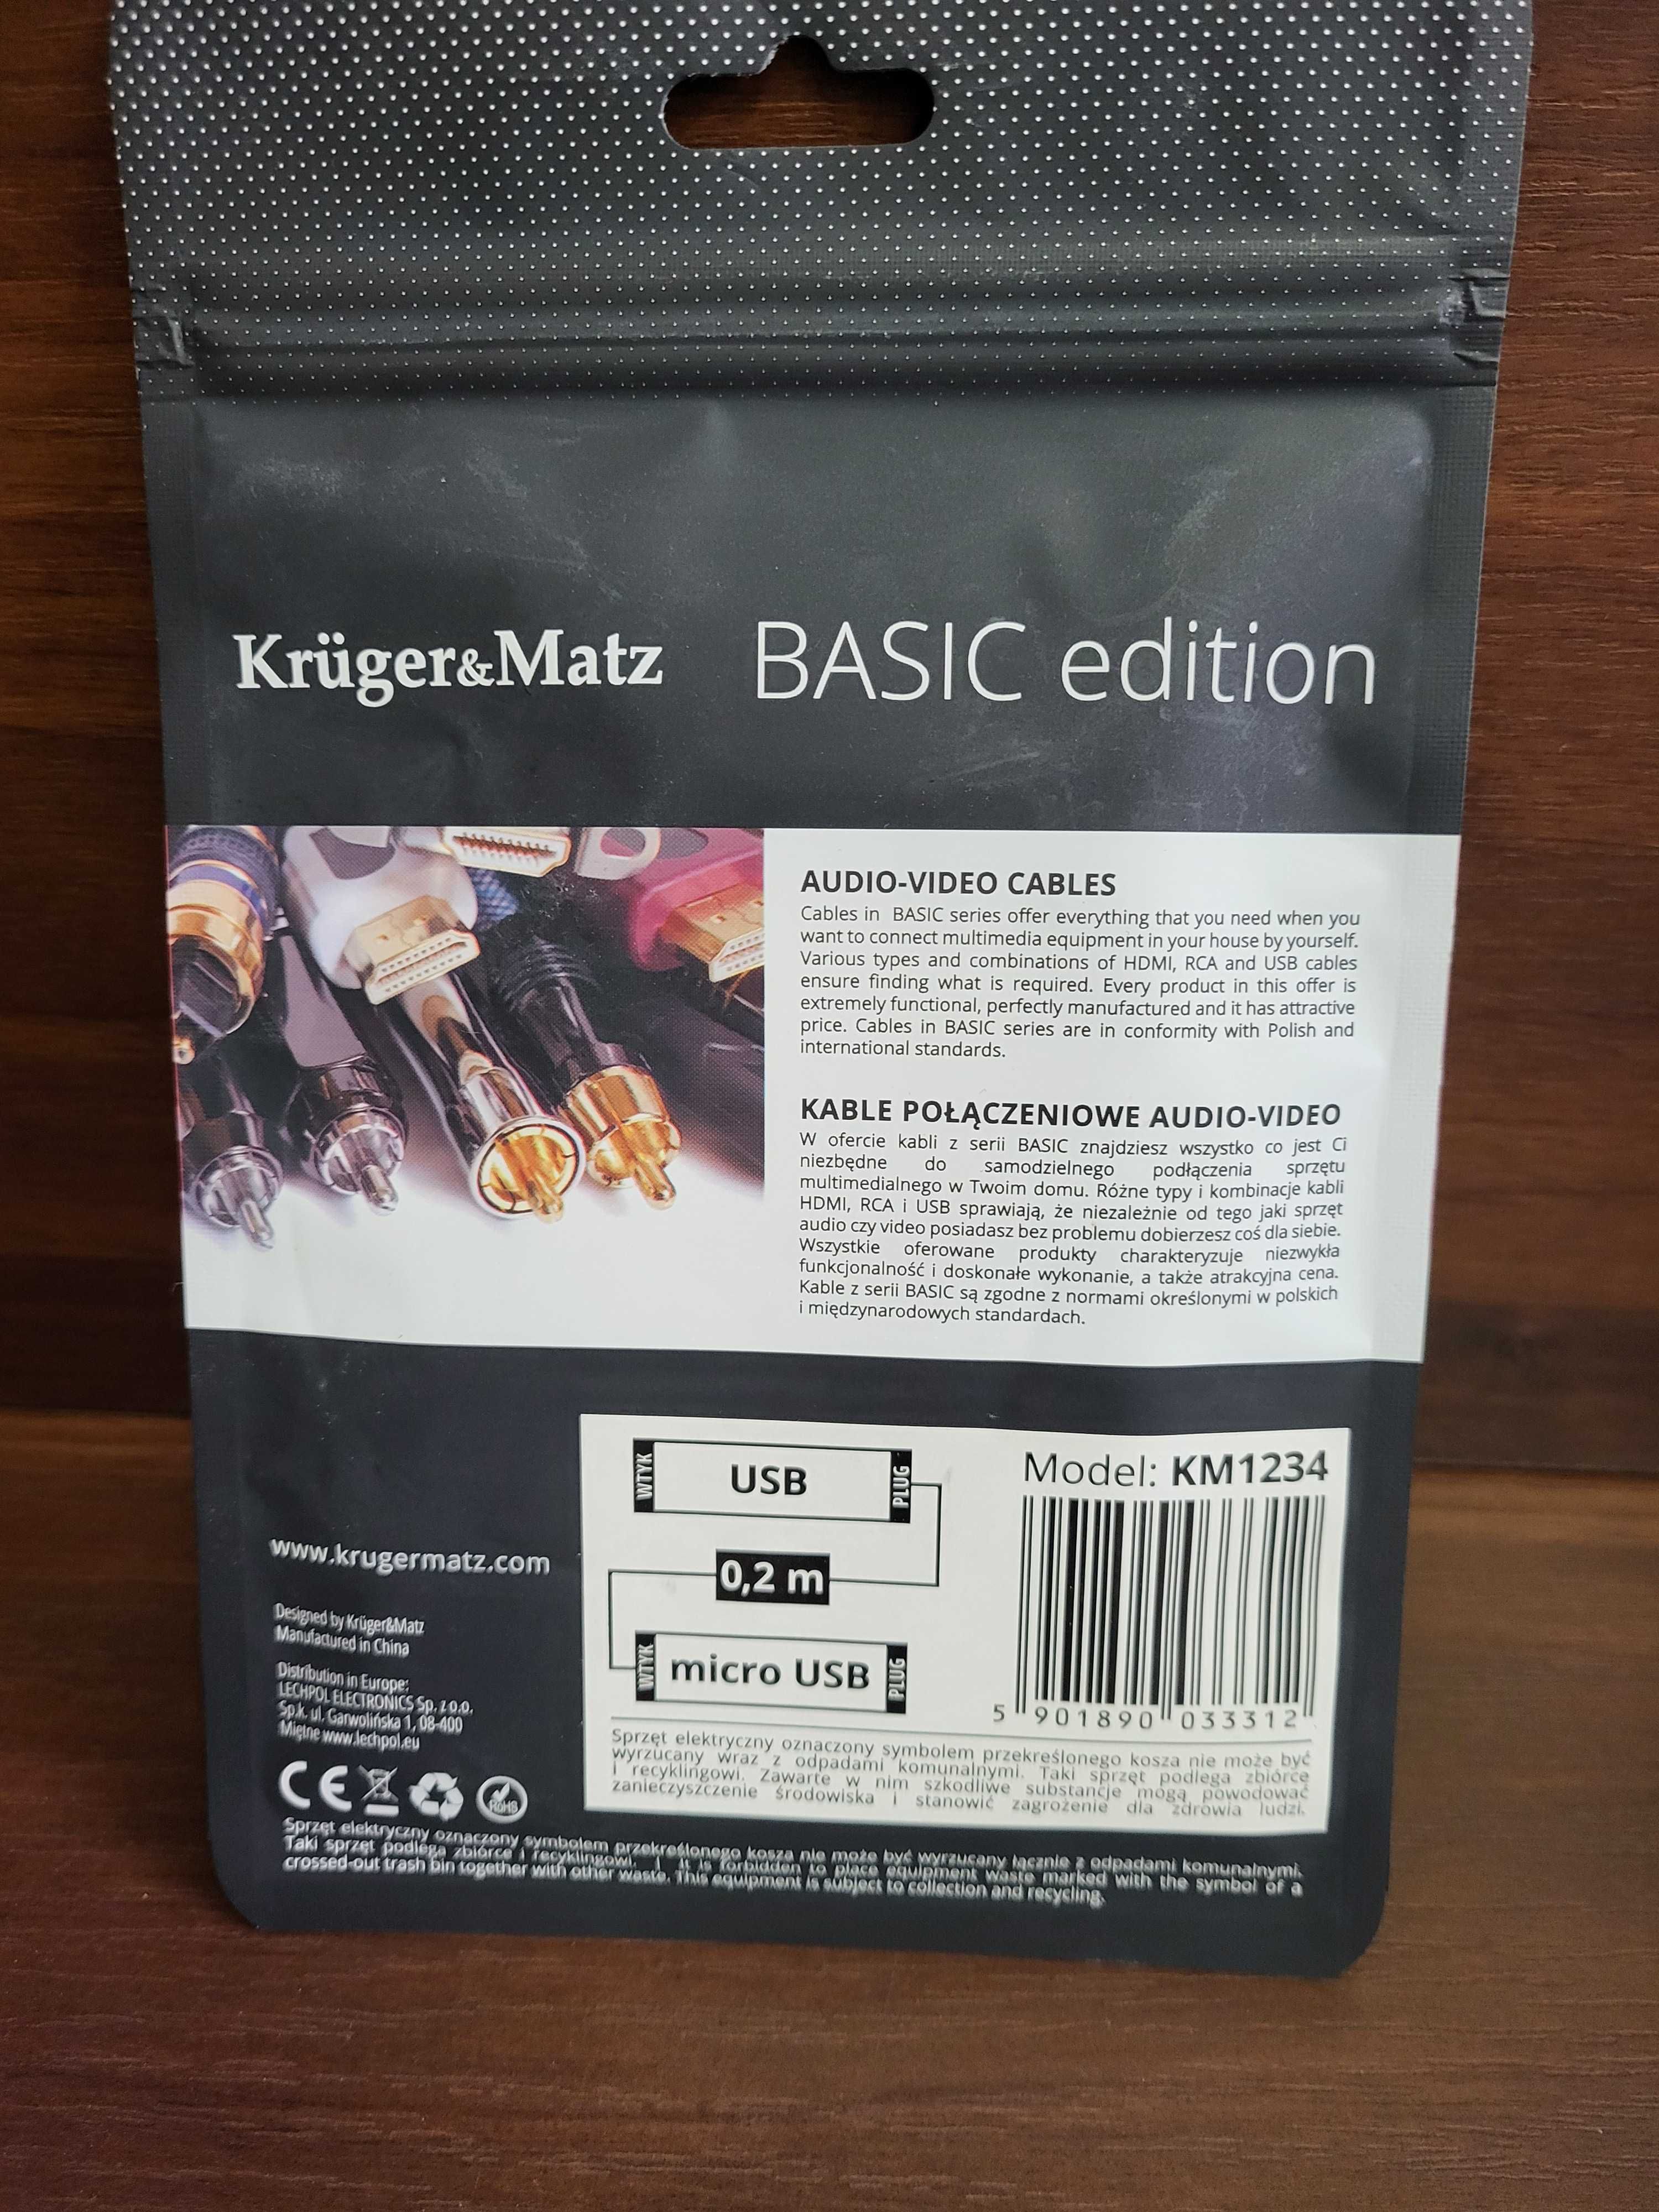 Krüger&Matz BASIC edition
AUDIO-VIDEO CABLES
Cables in BASIC series offer everything that you need when you
want to connect multimedia equipment in your house by yourself.
Various types and combinations of HDMI, RCA and USB cables
ensure finding what is required. Every product in this offer is
extremely functional, perfectly manufactured and it has attractive
price. Cables in BASIC series are in conformity with Polish and
international standards.
KABLE POŁĄCZENIOWE AUDIO-VIDEO
W ofercie kabli z serii BASIC znajdziesz wszystko co jest Ci
niezbędne do samodzielnego podłączenia sprzętu
multimedialnego w Twoim domu. Różne typy i kombinacje kabli
HDMI, RCA i USB sprawiają, że niezależnie od tego jaki sprzęt
audio czy video posiadasz bez problemu dobierzesz coś dla siebie.
Wszystkie oferowane produkty charakteryzuje niezwykła
funkcjonalność i doskonałe wykonanie, a także atrakcyjna cena.
Kable z serii BASIC są zgodne z normami określonymi w polskich
i międzynarodowych standardach.
www.krugermatz.com
Designed by Krüger&Matz
Manufactured in China
Distribution in Europe:
LECHPOL ELECTRONICS Sp. z o.o.
Sp.k. ul. Garwolińska 1, 08-400
Miętne www.lechpol.eu
CE RoHS
WTYK USB PLUG
0,2 m
WTYK micro USB PLUG
Model: KM1234
5 901890 033312
Sprzęt elektryczny oznaczony symbolem przekreślonego kosza nie może być
wyrzucany wraz z odpadami komunalnymi. Taki sprzęt podlega zbiórce
i recyklingowi. Zawarte w nim szkodliwe substancje mogą powodować
zanieczyszczenie środowiska i stanowić zagrożenie dla zdrowia ludzi.
Sprzęt elektryczny oznaczony symbolem przekreślonego kosza nie może być wyrzucany łącznie z odpadami komunalnymi.
Taki sprzęt podlega zbiórce i recyklingowi. | It is forbidden to place equipment waste marked with the symbol of a
crossed-out trash bin together with other waste. This equipment is subject to collection and recycling.